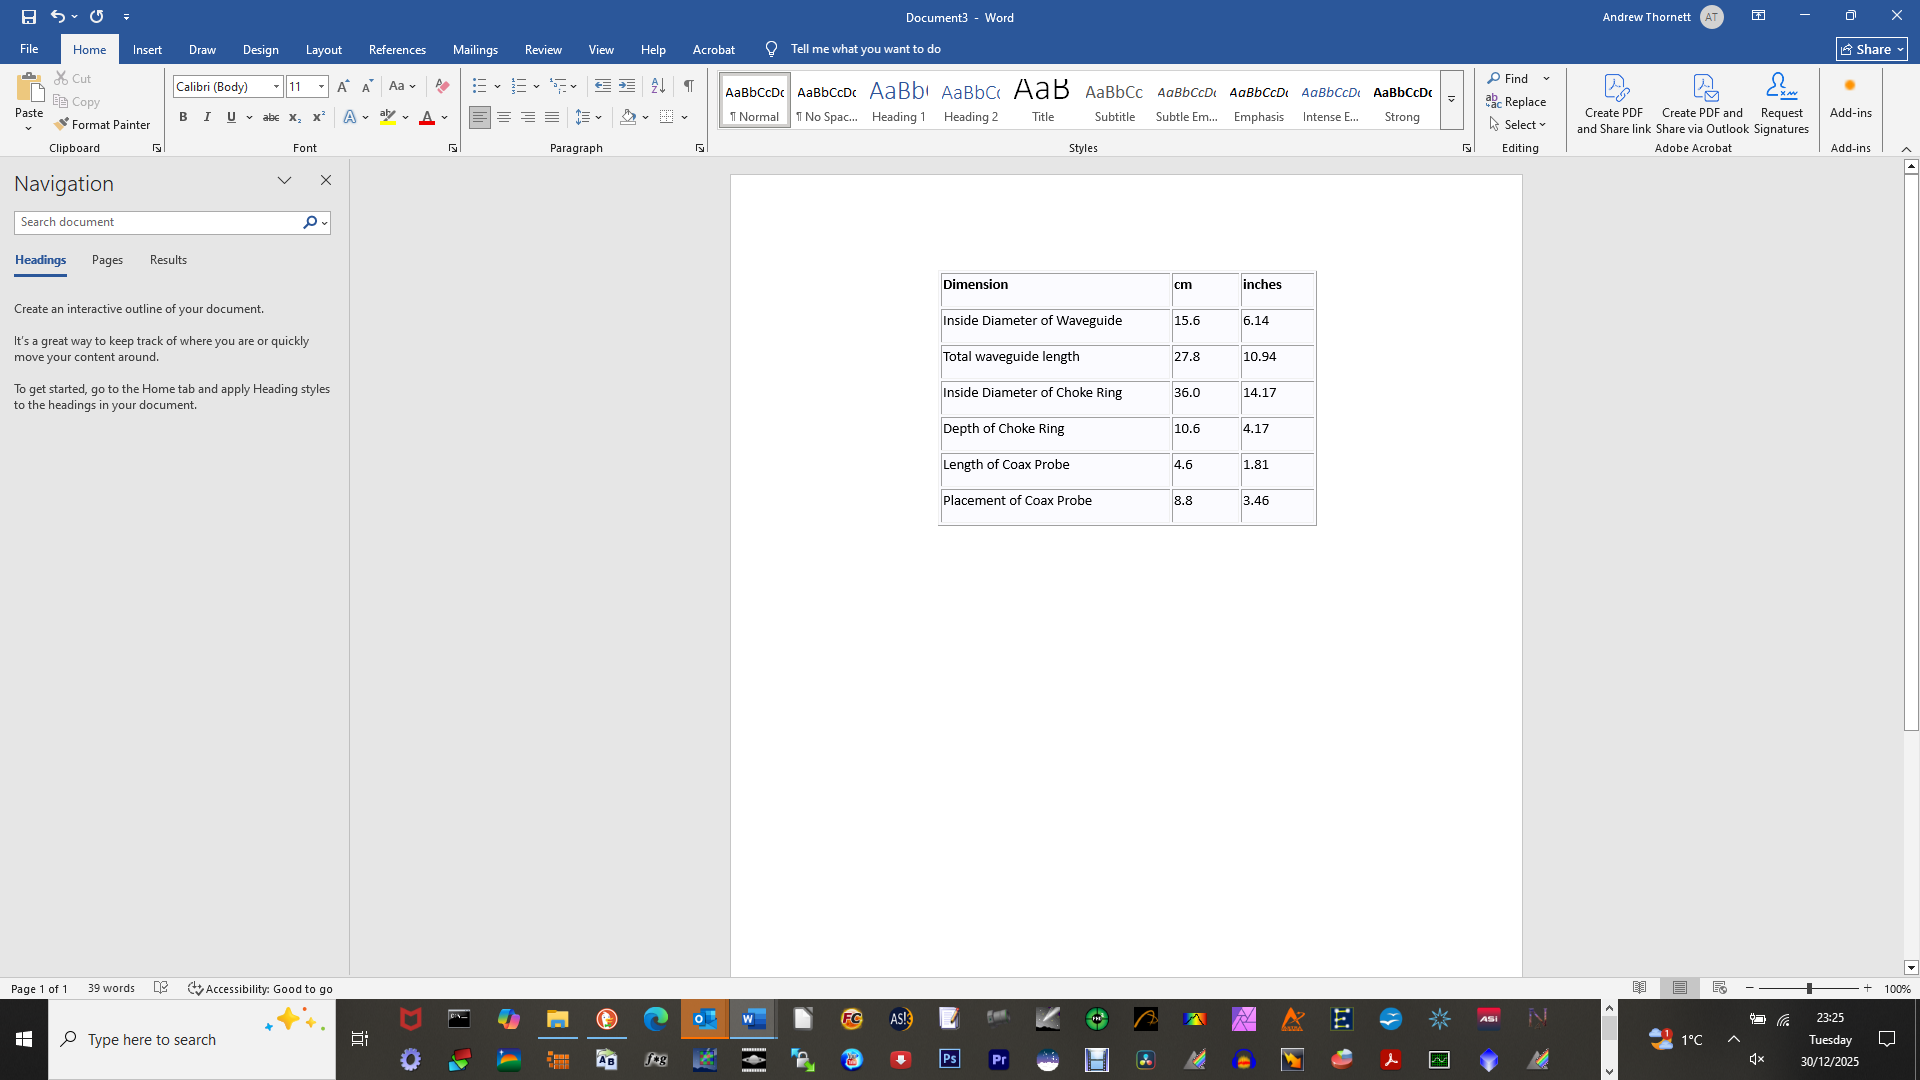 Document3 - Word
Andrew Thornett AT
File Home Insert Draw Design Layout References Mailings Review View Help Acrobat Tell me what you want to do Share
Paste Cut Copy Format Painter
Clipboard
Calibri (Body) 11
Font
Paragraph
AaBbCcDc AaBbCcDc AaBb( AaBbCc AaB AaBbCc AaBbCcDc AaBbCcDc AaBbCcDc AaBbCcDc
¶ Normal ¶ No Spac... Heading 1 Heading 2 Title Subtitle Subtle Em... Emphasis Intense E... Strong
Styles
Find
Replace
Select
Editing
Create PDF and Share link
Create PDF and Share via Outlook
Request Signatures
Adobe Acrobat
Add-ins
Add-ins
Navigation
Search document
Headings Pages Results
Create an interactive outline of your document.
It's a great way to keep track of where you are or quickly
move your content around.
To get started, go to the Home tab and apply Heading styles
to the headings in your document.
Dimension cm inches
Inside Diameter of Waveguide 15.6 6.14
Total waveguide length 27.8 10.94
Inside Diameter of Choke Ring 36.0 14.17
Depth of Choke Ring 10.6 4.17
Length of Coax Probe 4.6 1.81
Placement of Coax Probe 8.8 3.46
Page 1 of 1 39 words Accessibility: Good to go 100%
Type here to search
1°C
23:25
Tuesday
30/12/2025